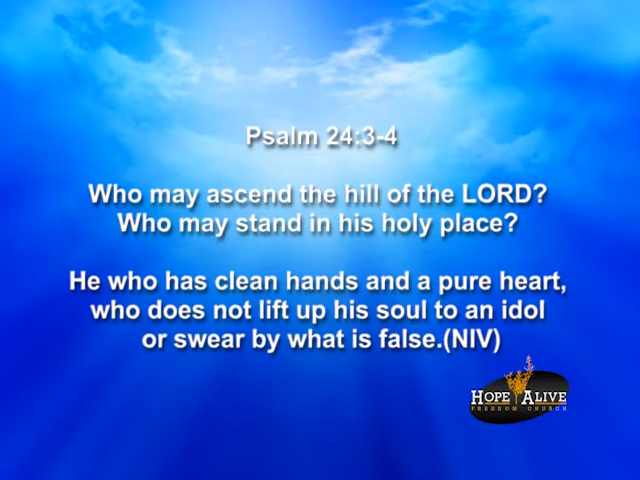 Psalm 24:3-4
Who may ascend the hill of the LORD?
Who may stand in his holy place?
He who has clean hands and a pure heart,
who does not lift up his soul to an idol
or swear by what is false.(NIV)
HOPE ALIVE
FREEDOM CHURCH